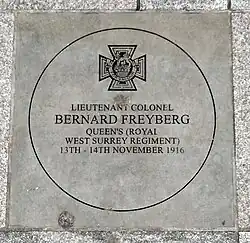 LIEUTENANT COLONEL
BERNARD FREYBERG
QUEEN'S (ROYAL
WEST SURREY REGIMENT)
13TH - 14TH NOVEMBER 1916